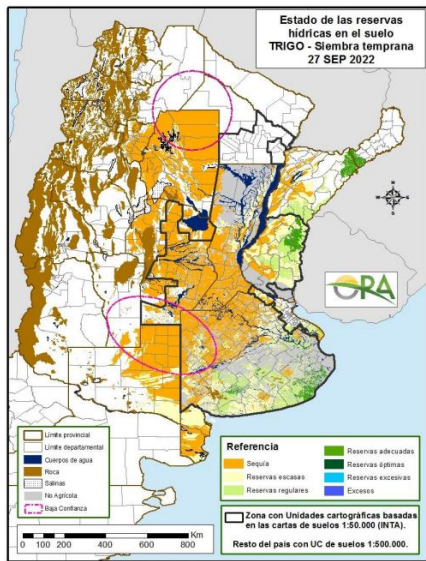 Estado de las reservas
hídricas en el suelo
TRIGO - Siembra temprana
27 SEP 2022
ORA
Límite provincial
Límite departamental
Cuerpos de agua
Roca
Salinas
No Agrícola
Baja Confianza
Referencia
Sequía
Reservas escasas
Reservas regulares
Reservas adecuadas
Reservas óptimas
Reservas excesivas
Excesos
Zona con Unidades cartográficas basadas
en las cartas de suelos 1:50.000 (INTA).
Resto del país con UC de suelos 1:500.000.
0 100 200 400 600 800 Km